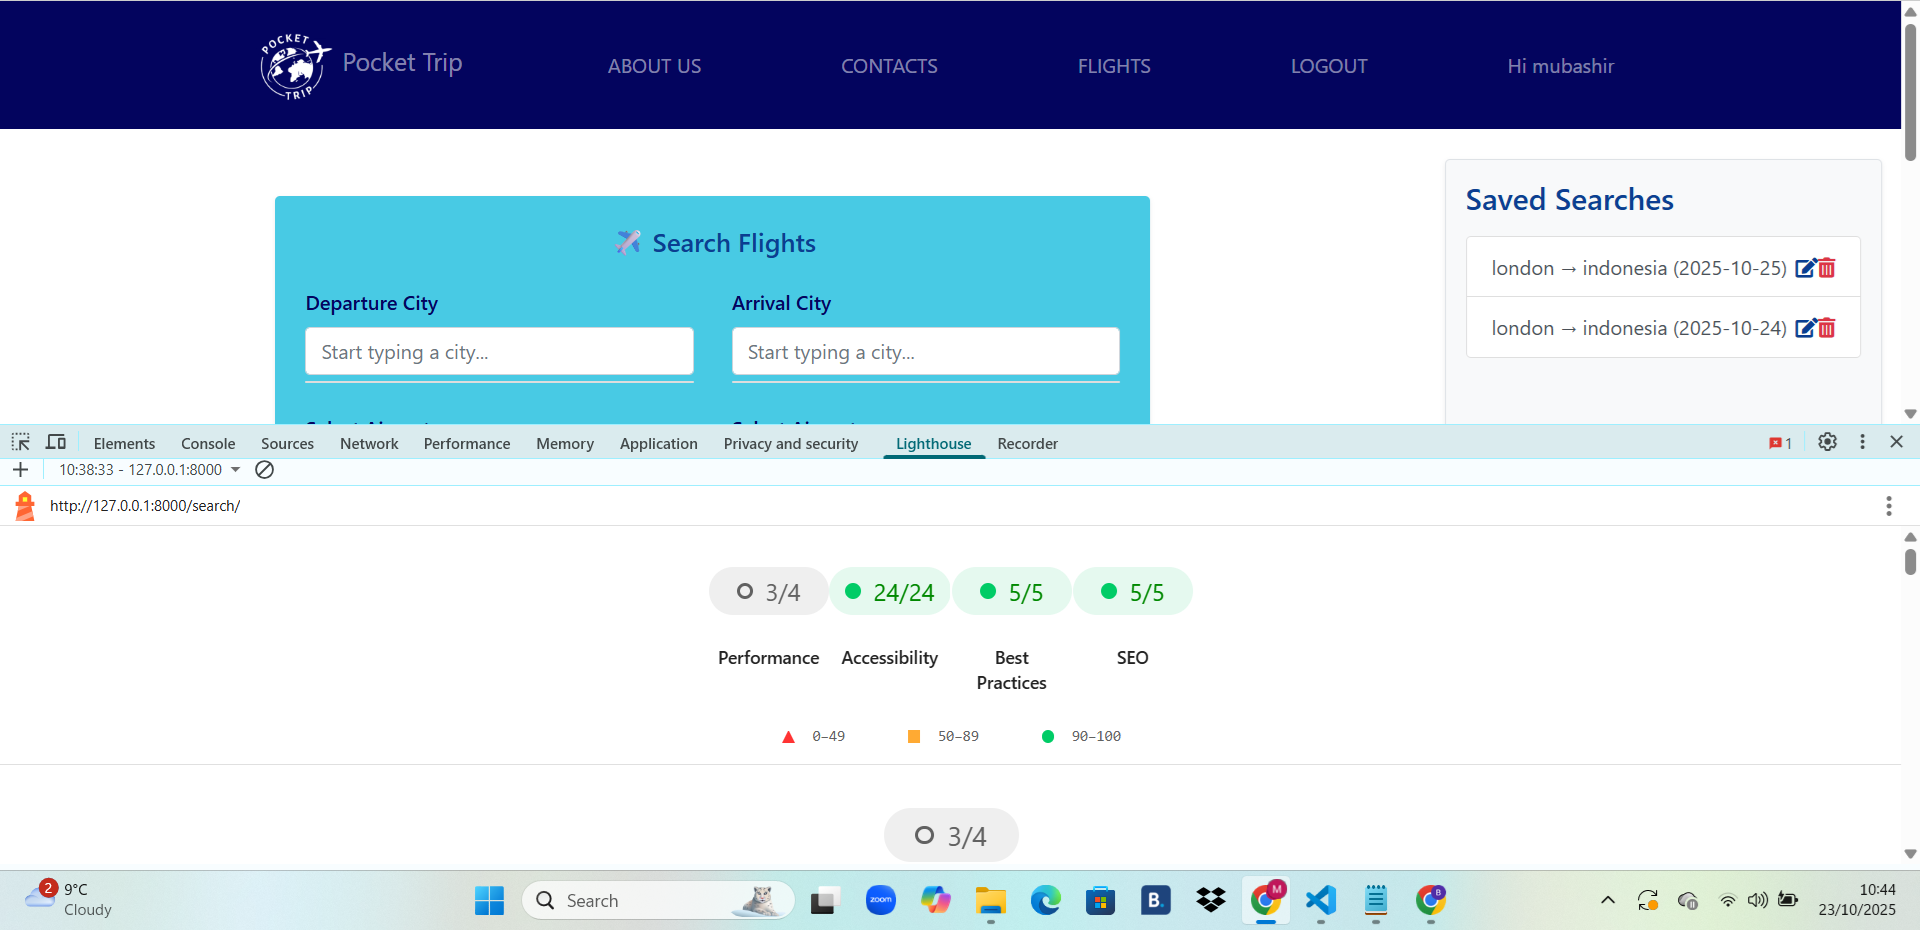 POCKET TRIP
Pocket Trip
ABOUT US
CONTACTS
FLIGHTS
LOGOUT
Hi mubashir
Search Flights
Departure City
Arrival City
Start typing a city...
Start typing a city...
Saved Searches
london → indonesia (2025-10-25)
london → indonesia (2025-10-24)
Elements
Console
Sources
Network
Performance
Memory
Application
Privacy and security
Lighthouse
Recorder
1
10:38:33 - 127.0.0.1:8000
http://127.0.0.1:8000/search/
3/4
24/24
5/5
5/5
Performance
Accessibility
Best
Practices
SEO
0–49
50–89
90–100
3/4
2
9°C
Cloudy
Search
zoom
B.
M
B
10:44
23/10/2025